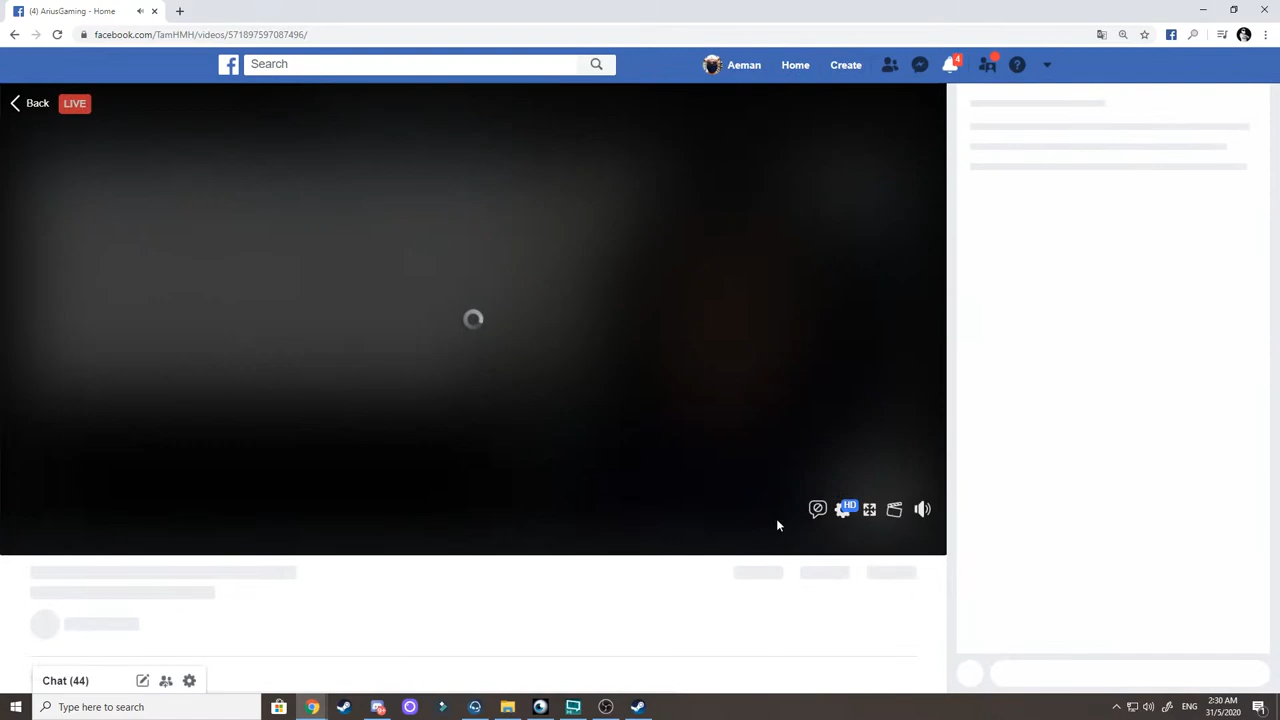 (4) AriusGaming - Home
facebook.com/TamHMH/videos/571897597087496/
Search
Aeman
Home
Create
4
Back
LIVE
HD
Chat (44)
Type here to search
ENG
2:30 AM
31/5/2020
1